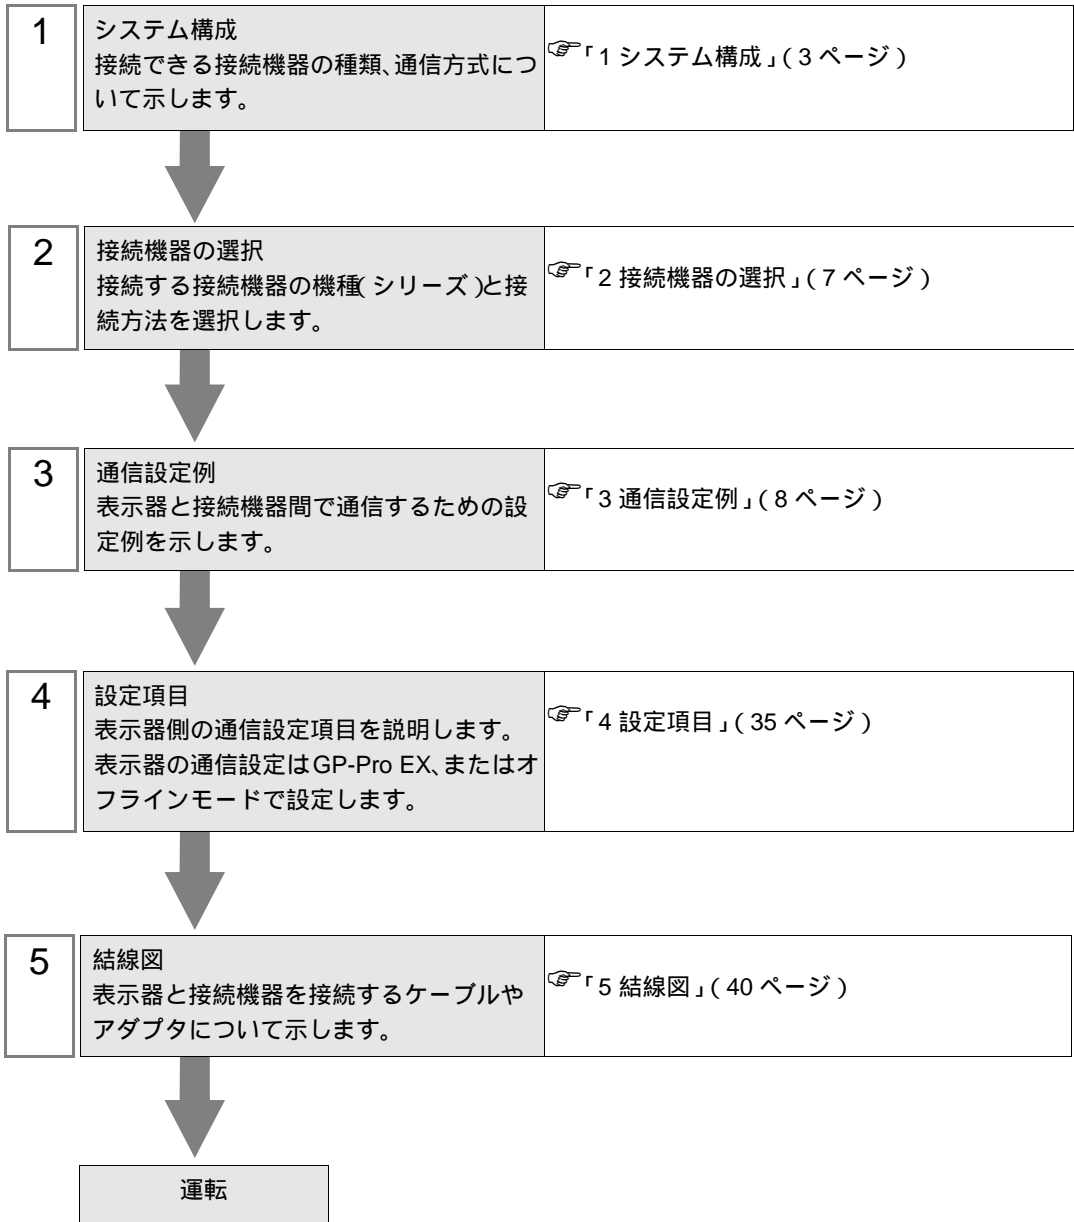 1
システム構成
接続できる接続機器の種類、通信方式につ
いて示します。
☞「1 システム構成」(3 ページ)
2
接続機器の選択
接続する接続機器の機種(シリーズ)と接
続方法を選択します。
☞「2 接続機器の選択」(7 ページ)
3
通信設定例
表示器と接続機器間で通信するための設
定例を示します。
☞「3 通信設定例」(8 ページ)
4
設定項目
表示器側の通信設定項目を説明します。
表示器の通信設定はGP-Pro EX、またはオ
フラインモードで設定します。
☞「4 設定項目」(35 ページ)
5
結線図
表示器と接続機器を接続するケーブルや
アダプタについて示します。
☞「5 結線図」(40 ページ)
運転